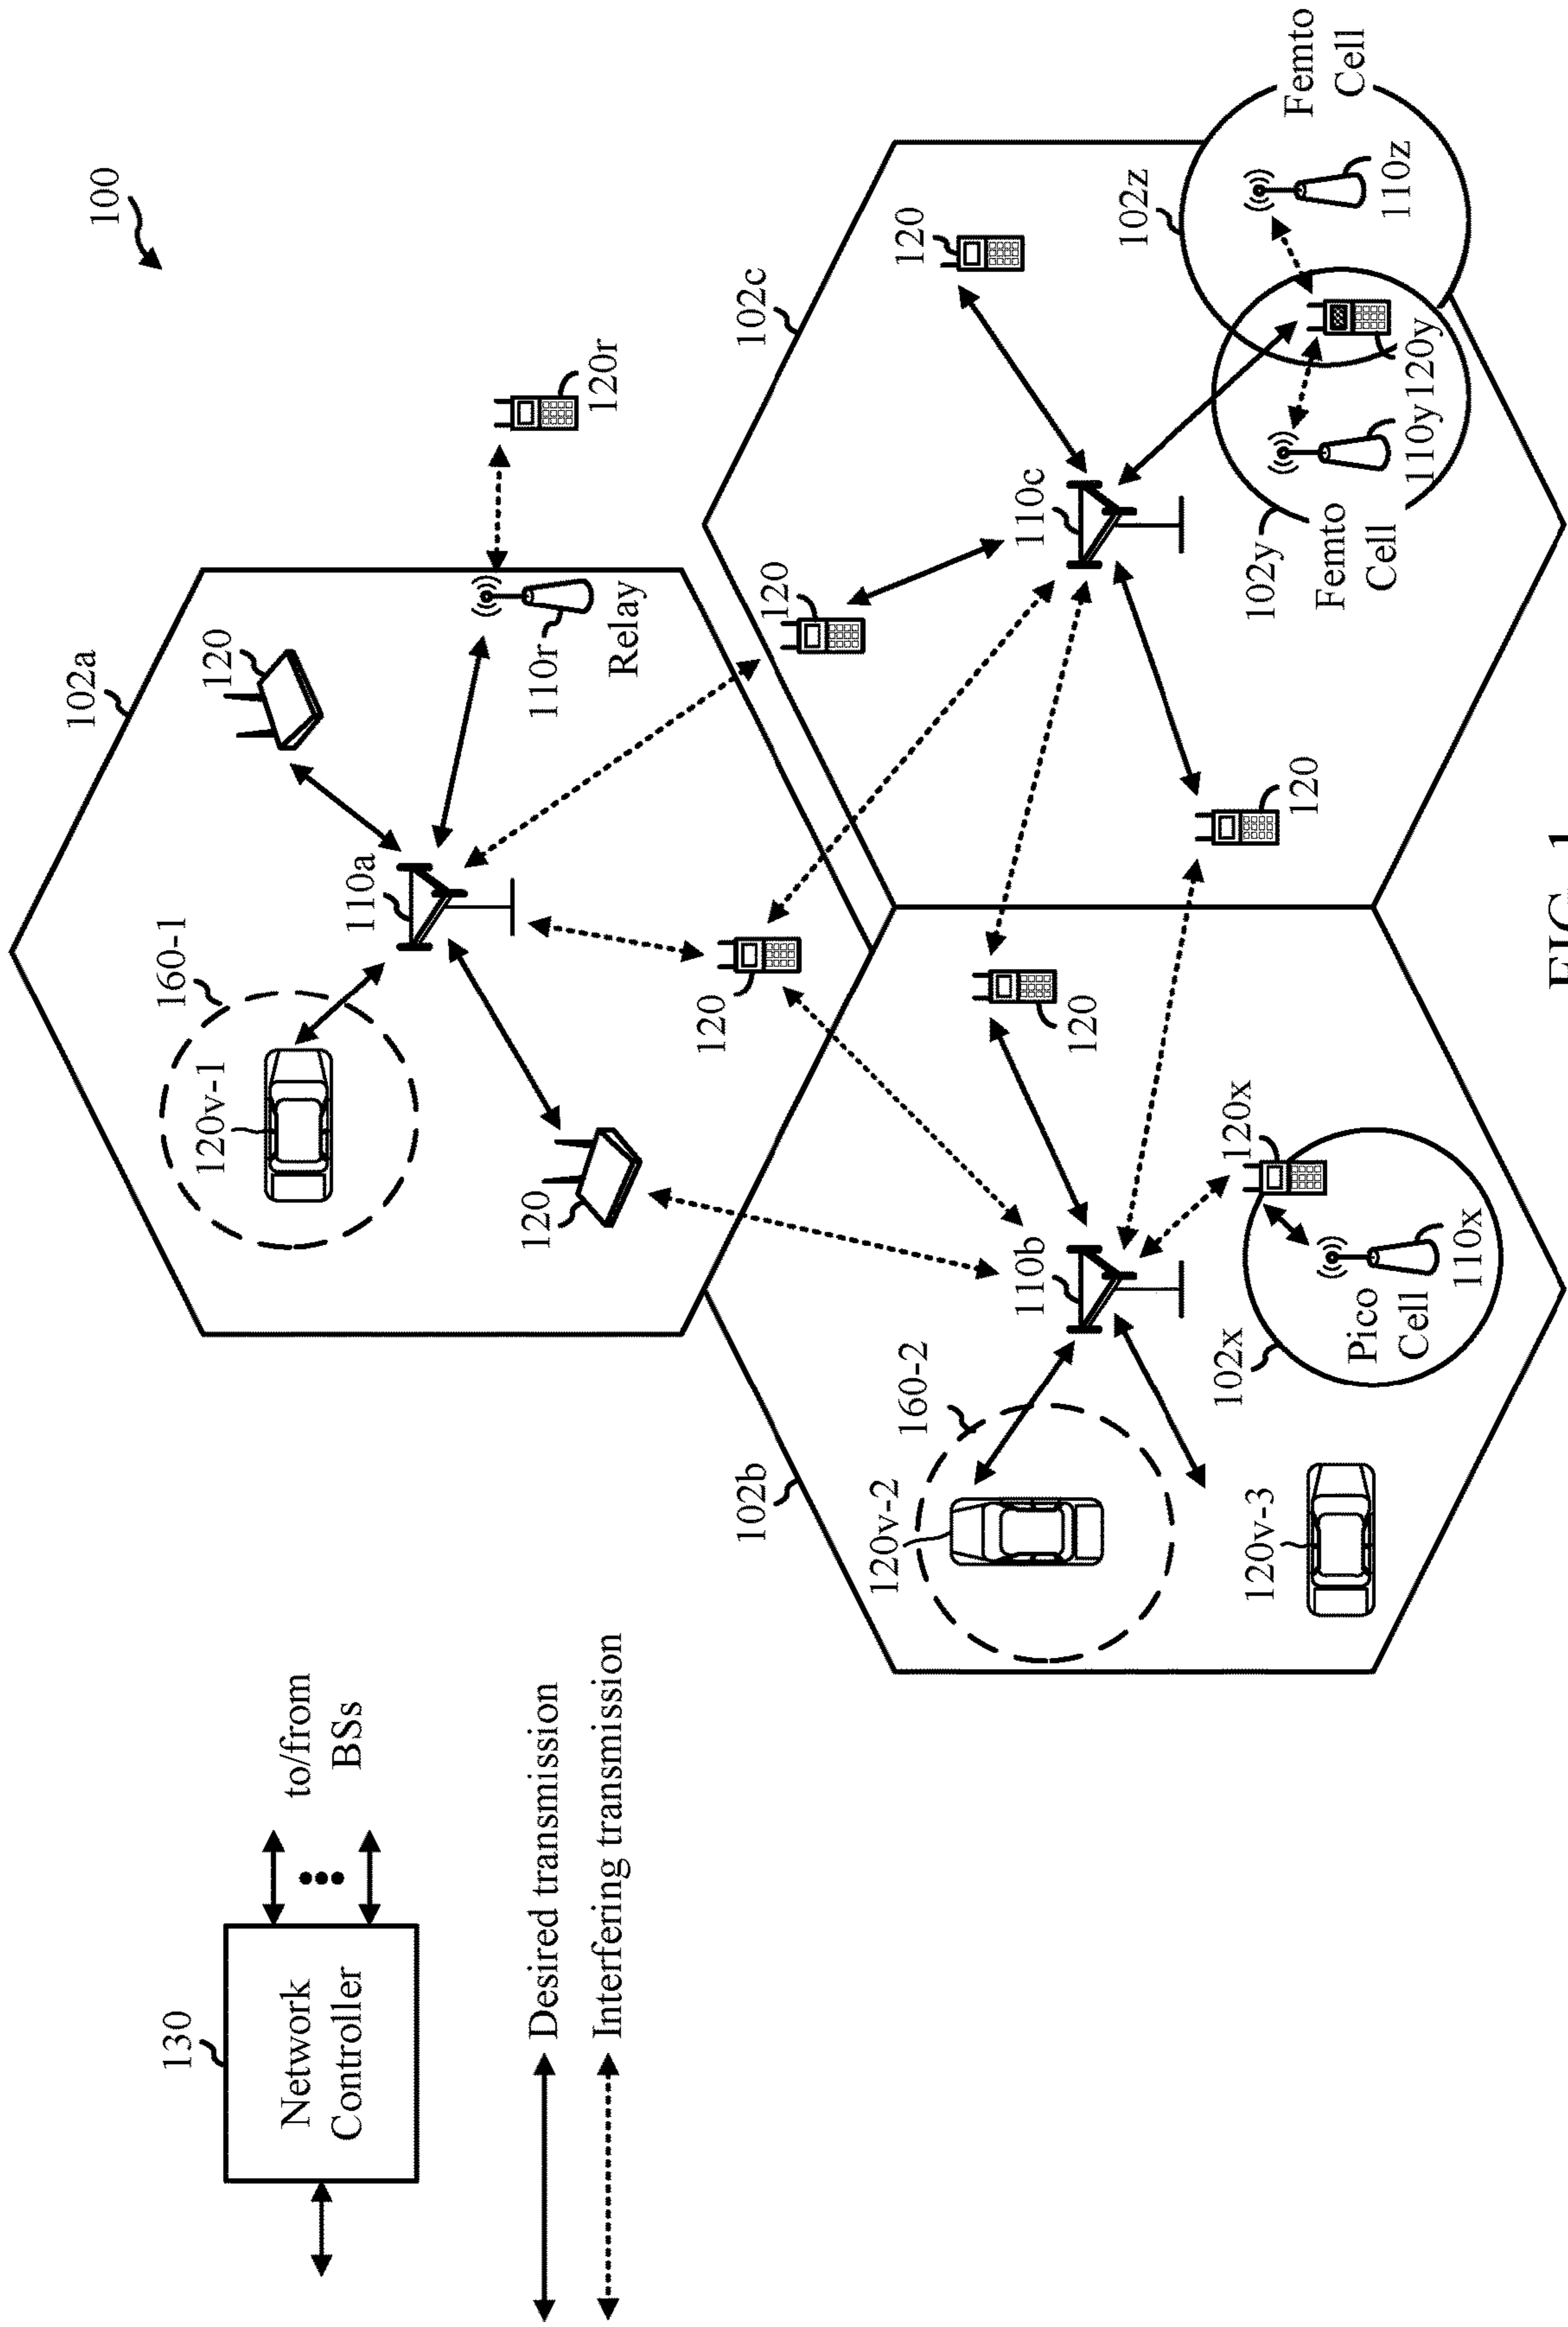 100
130
Network
Controller
to/from
BSs
Desired transmission
Interfering transmission
102a
160-1
120v-1
110a
120
120
110r
Relay
120r
120
120
102b
160-2
120v-2
120v-3
110b
120
102x
Pico
Cell
110x
120x
102c
120
110c
120
102y
Femto
Cell
110y
120y
102z
110z
Femto
Cell
FIG. 1